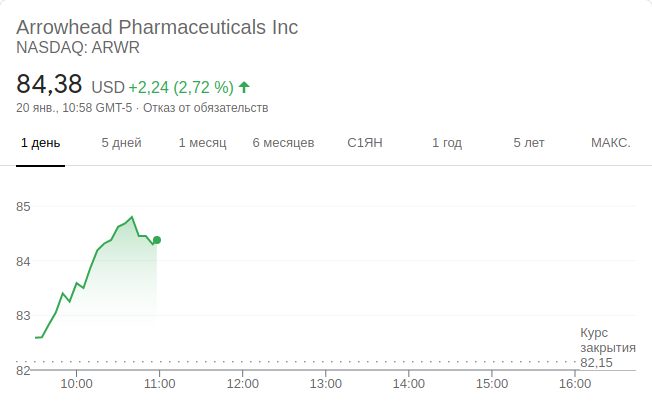 Arrowhead Pharmaceuticals Inc
NASDAQ: ARWR
84,38 USD +2,24 (2,72 %)
20 янв., 10:58 GMT-5 · Отказ от обязательств
1 день 5 дней 1 месяц 6 месяцев С1ЯН 1 год 5 лет МАКС.
85
84
83
82
Курс
закрытия
82,15
10:00 11:00 12:00 13:00 14:00 15:00 16:00